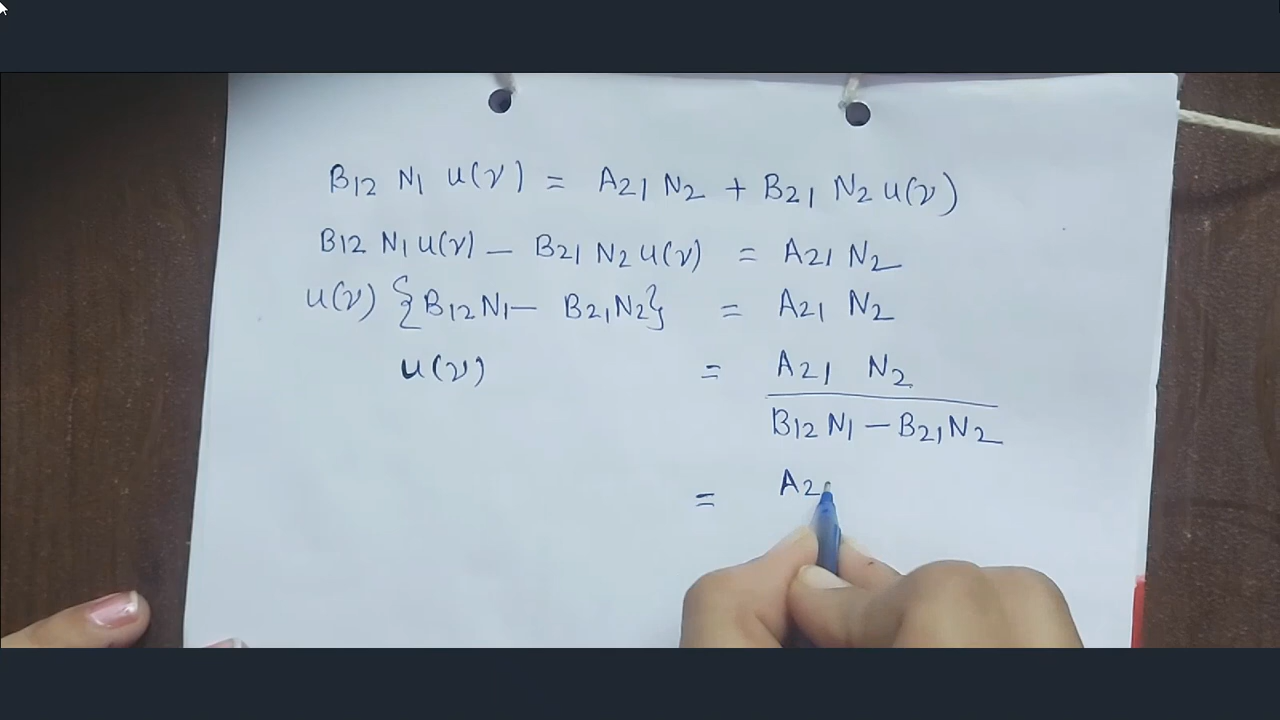 B12 N1 u(ν) = A21 N2 + B21 N2 u(ν)
B12 N1 u(ν) – B21 N2 u(ν) = A21 N2
u(ν) {B12 N1 – B21 N2} = A21 N2
u(ν) = A21 N2
B12 N1 – B21 N2
= A2